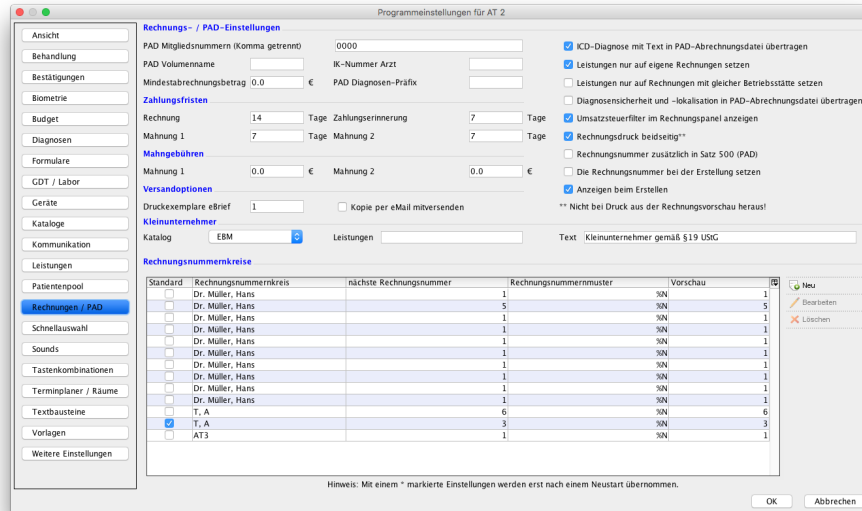 Programmeinstellungen für AT 2
Ansicht
Behandlung
Bestätigungen
Biometrie
Budget
Diagnosen
Formulare
GDT / Labor
Geräte
Kataloge
Kommunikation
Leistungen
Patientenpool
Rechnungen / PAD
Schnellauswahl
Sounds
Tastenkombinationen
Terminplaner / Räume
Textbausteine
Vorlagen
Weitere Einstellungen
Rechnungs- / PAD-Einstellungen
PAD Mitgliedsnummern (Komma getrennt) 0000
PAD Volumenname IK-Nummer Arzt
Mindestabrechnungsbetrag 0.0 € PAD Diagnosen-Präfix
Zahlungsfristen
Rechnung 14 Tage Zahlungserinnerung 7 Tage
Mahnung 1 7 Tage Mahnung 2 7 Tage
Mahngebühren
Mahnung 1 0.0 € Mahnung 2 0.0 €
Versandoptionen
Druckexemplare eBrief 1 Kopie per eMail mitversenden
ICD-Diagnose mit Text in PAD-Abrechnungsdatei übertragen
Leistungen nur auf eigene Rechnungen setzen
Leistungen nur auf Rechnungen mit gleicher Betriebsstätte setzen
Diagnosensicherheit und -lokalisation in PAD-Abrechnungsdatei übertragen
Umsatzsteuerfilter im Rechnungspanel anzeigen
Rechnungsdruck beidseitig**
Rechnungsnummer zusätzlich in Satz 500 (PAD)
Die Rechnungsnummer bei der Erstellung setzen
Anzeigen beim Erstellen
** Nicht bei Druck aus der Rechnungsvorschau heraus!
Kleinunternehmer
Katalog EBM Leistungen Text Kleinunternehmer gemäß §19 UStG
Rechnungsnummernkreise
Standard Rechnungsnummernkreis nächste Rechnungsnummer Rechnungsnummernmuster Vorschau
Dr. Müller, Hans 1 %N 1
Dr. Müller, Hans 5 %N 5
Dr. Müller, Hans 1 %N 1
Dr. Müller, Hans 1 %N 1
Dr. Müller, Hans 1 %N 1
Dr. Müller, Hans 1 %N 1
Dr. Müller, Hans 1 %N 1
Dr. Müller, Hans 1 %N 1
Dr. Müller, Hans 1 %N 1
Dr. Müller, Hans 1 %N 1
T, A 6 %N 6
T, A 3 %N 3
AT3 1 %N 1
Neu
Bearbeiten
Löschen
Hinweis: Mit einem * markierte Einstellungen werden erst nach einem Neustart übernommen.
OK Abbrechen